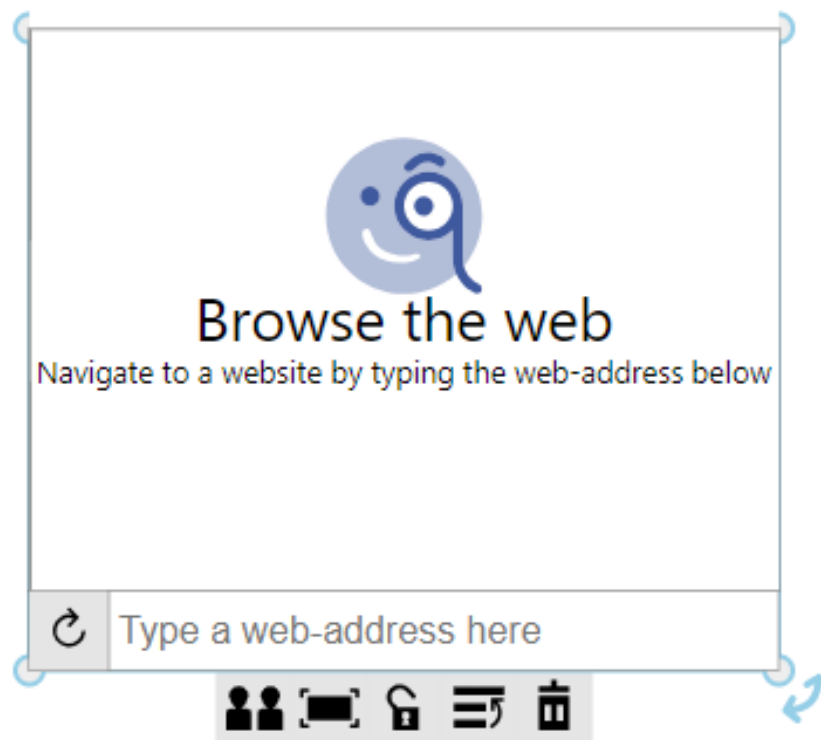 Browse the web
Navigate to a website by typing the web-address below
Type a web-address here